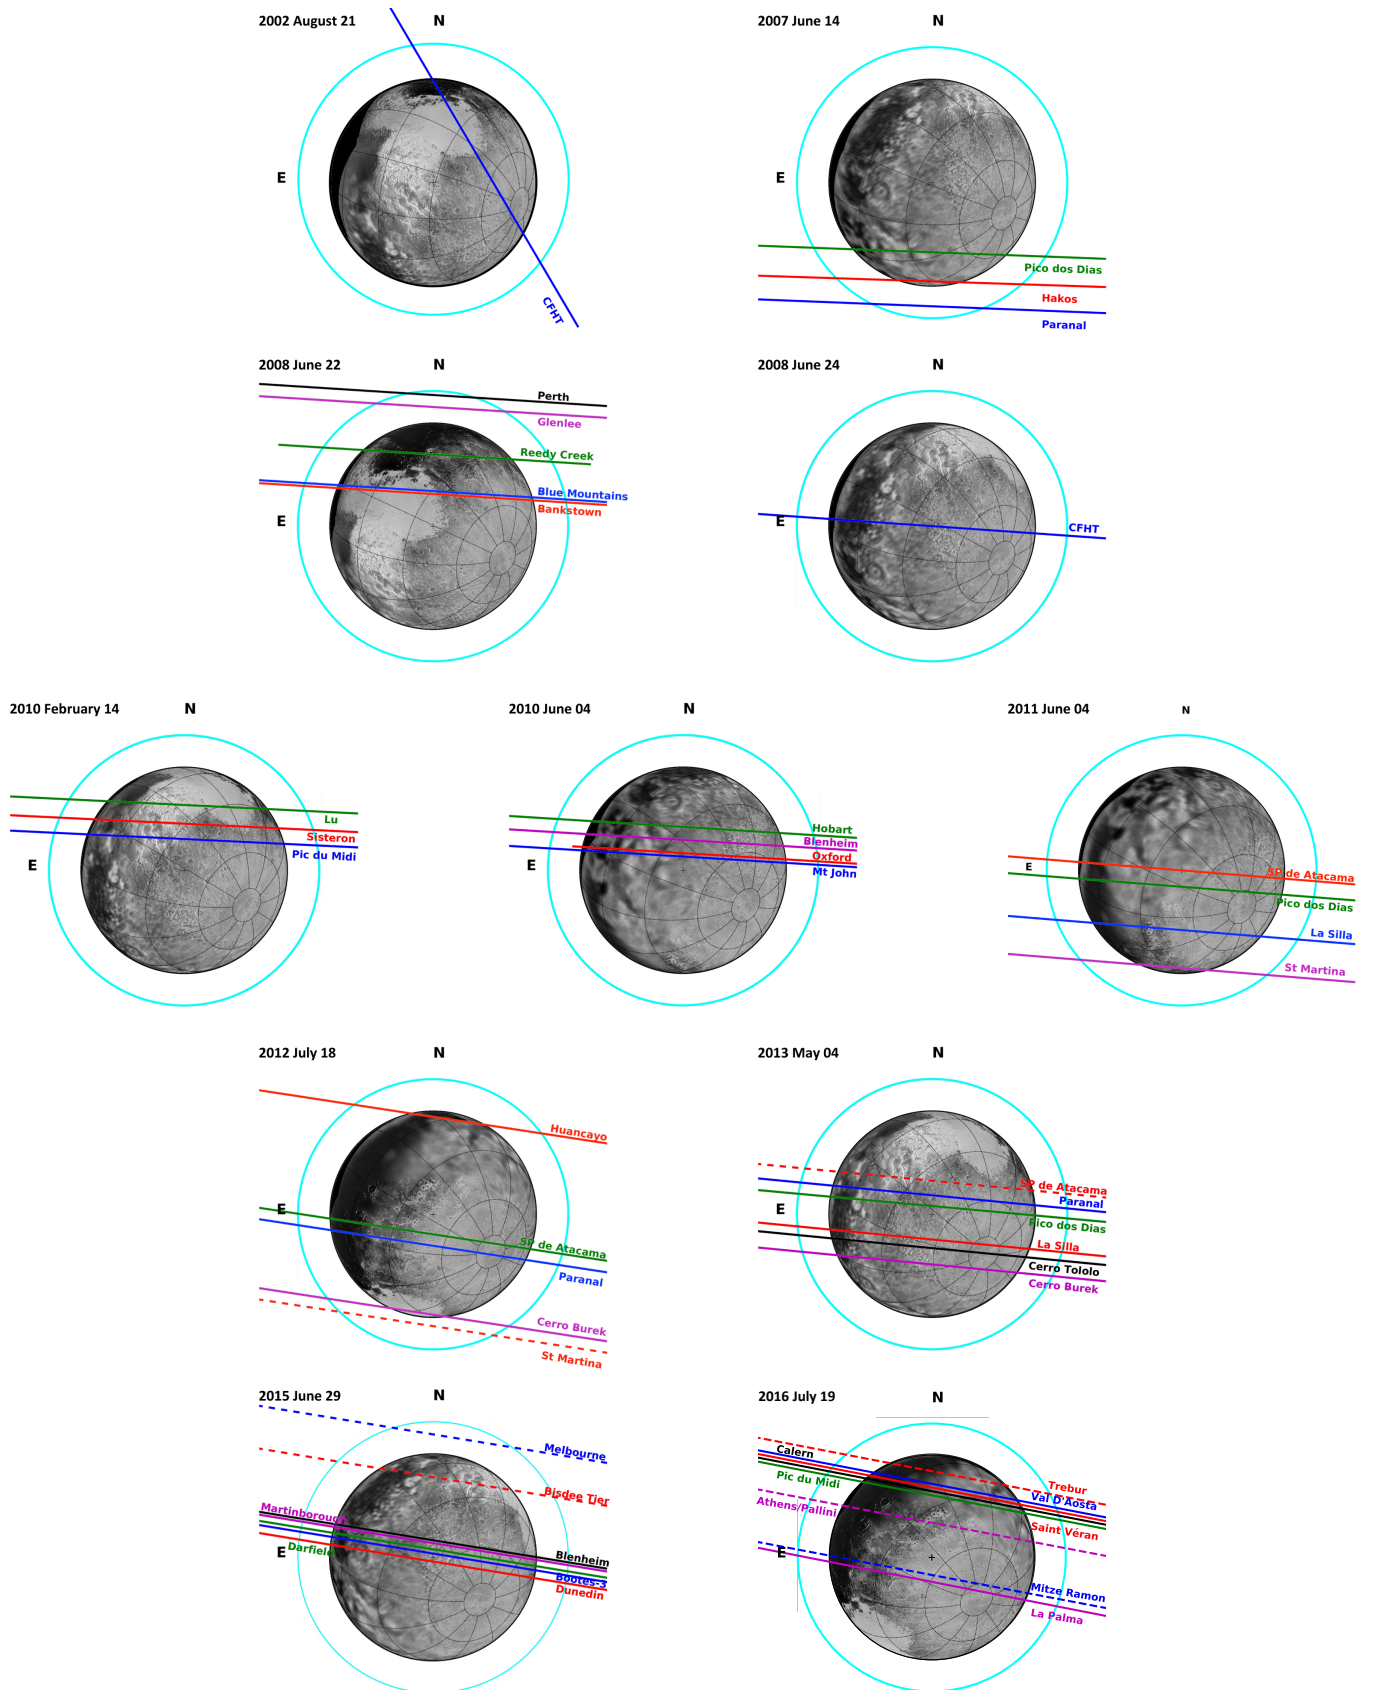 2002 August 21
N
E
CFHT
2007 June 14
N
E
Pico dos Dias
Hakos
Paranal
2008 June 22
N
E
Perth
Glenlee
Reedy Creek
Blue Mountains
Bankstown
2008 June 24
N
E
CFHT
2010 February 14
N
E
Lu
Sisteron
Pic du Midi
2010 June 04
N
E
Hobart
Blenheim
Oxford
Mt John
2011 June 04
N
E
SP de Atacama
Pico dos Dias
La Silla
St Martina
2012 July 18
N
E
Huancayo
SP de Atacama
Paranal
Cerro Burek
St Martina
2013 May 04
N
E
SP de Atacama
Paranal
Pico dos Dias
La Silla
Cerro Tololo
Cerro Burek
2015 June 29
N
E
Melbourne
Bisdee Tier
Martinborough
Darfield
Blenheim
Bootes-3
Dunedin
2016 July 19
N
E
Calern
Pic du Midi
Athens/Pallini
Trebur
Val D'Aosta
Saint Véran
Mitze Ramon
La Palma